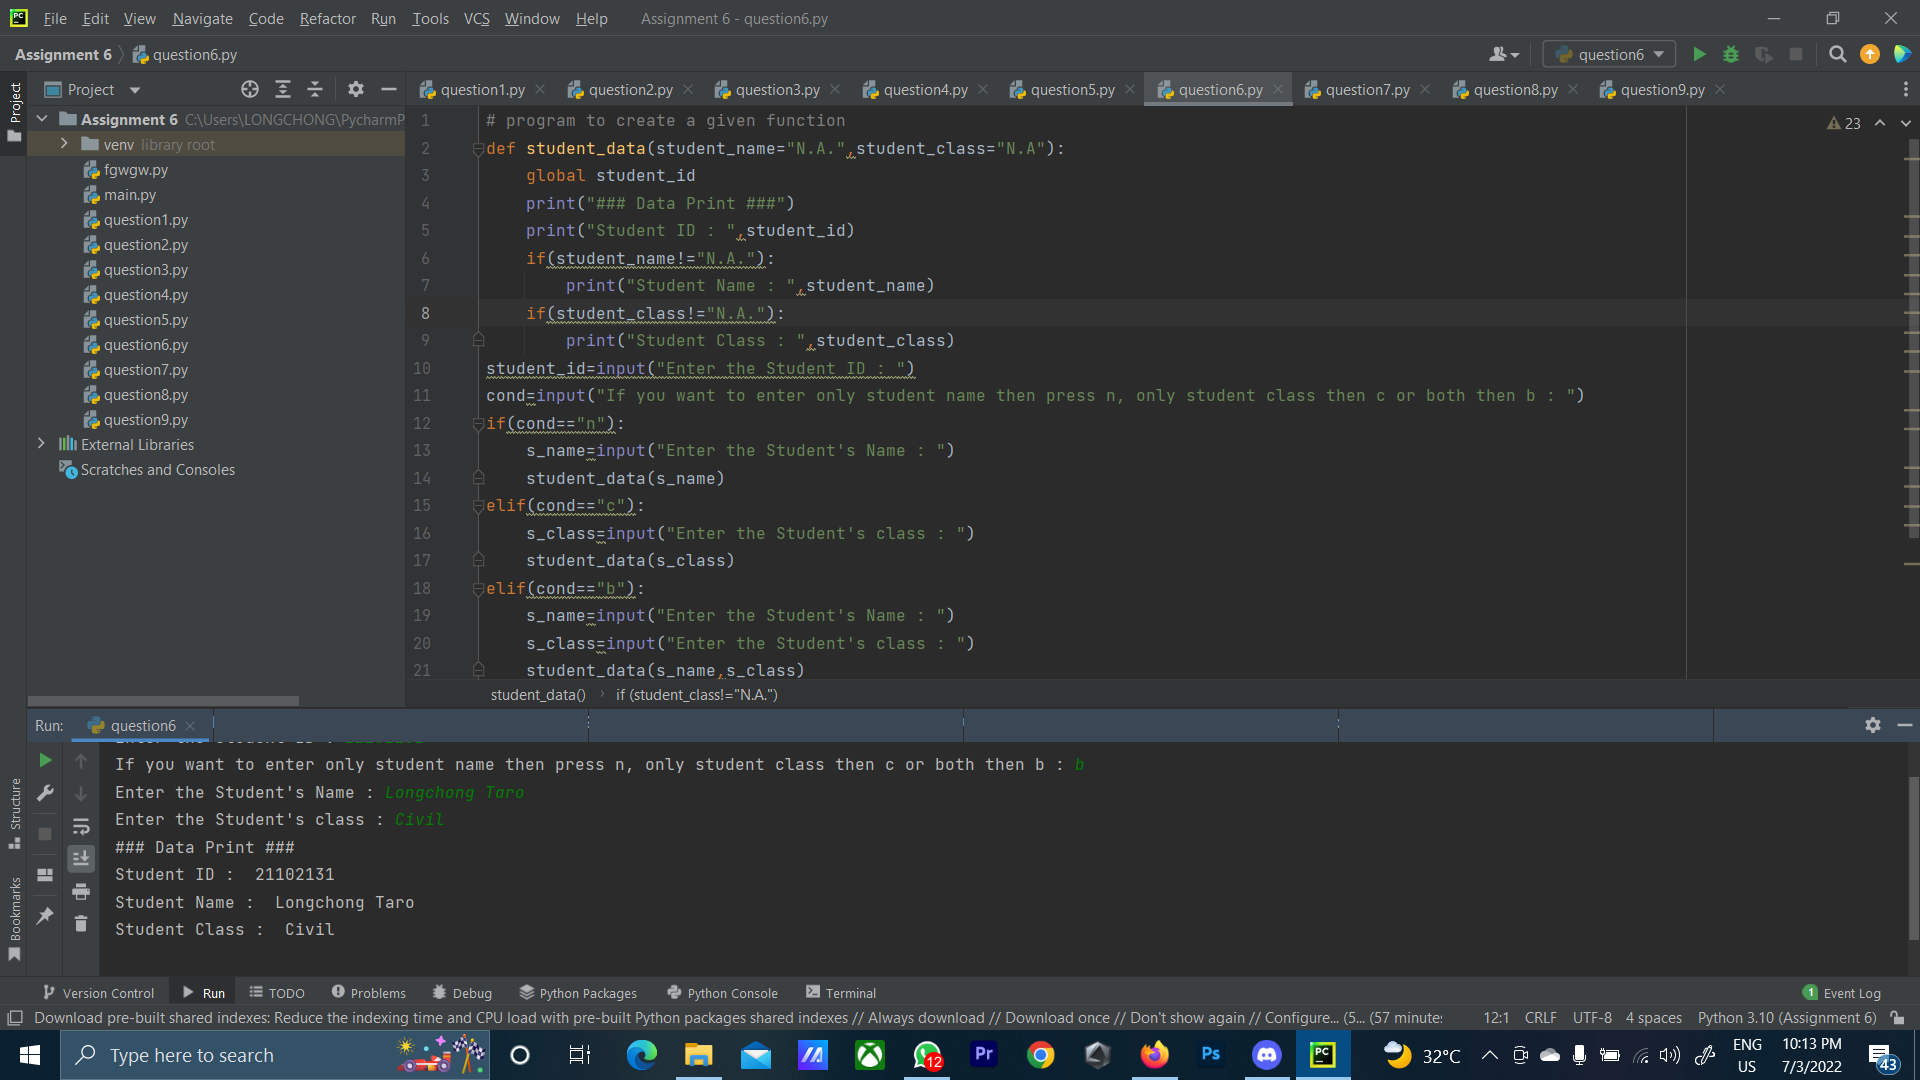 File Edit View Navigate Code Refactor Run Tools VCS Window Help Assignment 6 - question6.py
Assignment 6 question6.py question6
Project question1.py question2.py question3.py question4.py question5.py question6.py question7.py question8.py question9.py
Project
Assignment 6 C:\Users\LONGCHONG\PycharmP
venv library root
fgwgw.py
main.py
question1.py
question2.py
question3.py
question4.py
question5.py
question6.py
question7.py
question8.py
question9.py
External Libraries
Scratches and Consoles
23
1 # program to create a given function
2 def student_data(student_name="N.A.",student_class="N.A"):
3 global student_id
4 print("### Data Print ###")
5 print("Student ID : ",student_id)
6 if(student_name!="N.A."):
7 print("Student Name : ",student_name)
8 if(student_class!="N.A."):
9 print("Student Class : ",student_class)
10 student_id=input("Enter the Student ID : ")
11 cond=input("If you want to enter only student name then press n, only student class then c or both then b : ")
12 if(cond=="n"):
13 s_name=input("Enter the Student's Name : ")
14 student_data(s_name)
15 elif(cond=="c"):
16 s_class=input("Enter the Student's class : ")
17 student_data(s_class)
18 elif(cond=="b"):
19 s_name=input("Enter the Student's Name : ")
20 s_class=input("Enter the Student's class : ")
21 student_data(s_name,s_class)
student_data() if (student_class!="N.A.")
Run: question6
If you want to enter only student name then press n, only student class then c or both then b : b
Enter the Student's Name : Longchong Taro
Enter the Student's class : Civil
### Data Print ###
Student ID :  21102131
Student Name :  Longchong Taro
Student Class :  Civil
Structure
Bookmarks
Version Control Run TODO Problems Debug Python Packages Python Console Terminal 1 Event Log
Download pre-built shared indexes: Reduce the indexing time and CPU load with pre-built Python packages shared indexes // Always download // Download once // Don't show again // Configure... (5... (57 minute: 12:1 CRLF UTF-8 4 spaces Python 3.10 (Assignment 6)
Type here to search 12 Pr Ps PC 32°C ENG US 10:13 PM 7/3/2022 43